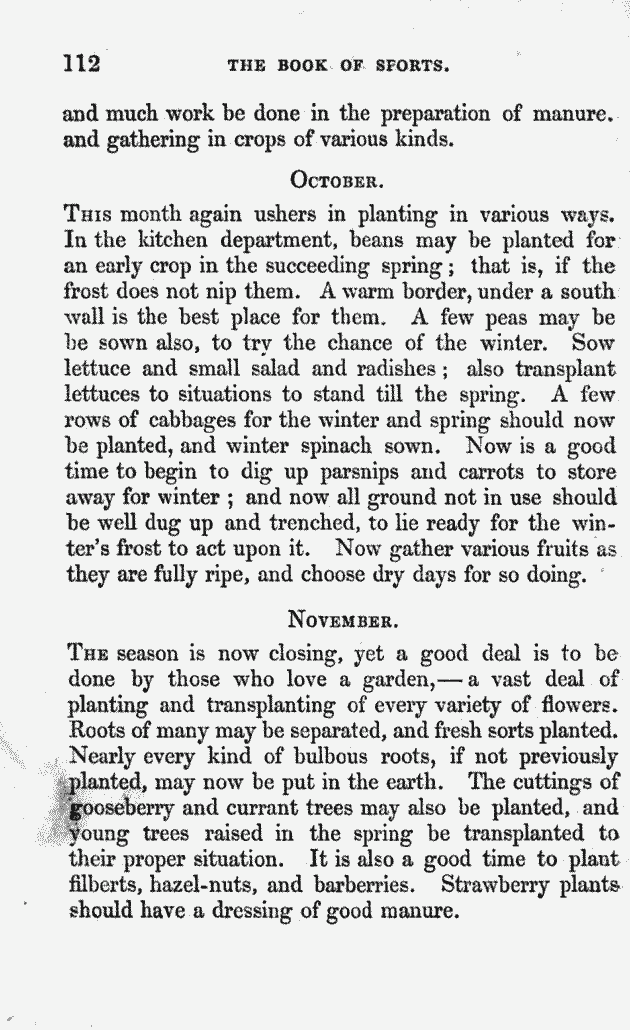 112 THE BOOK OF SPORTS.
and much work be done in the preparation of manure.
and gathering in crops of various kinds.
OCTOBER.
THIS month again ushers in planting in various ways.
In the kitchen department, beans may be planted for
an early crop in the succeeding spring; that is, if the
frost does not nip them. A warm border, under a south
wall is the best place for them. A few peas may be
be sown also, to try the chance of the winter. Sow
lettuce and small salad and radishes; also transplant
lettuces to situations to stand till the spring. A few
rows of cabbages for the winter and spring should now
be planted, and winter spinach sown. Now is a good
time to begin to dig up parsnips and carrots to store
away for winter; and now all ground not in use should
be well dug up and trenched, to lie ready for the win-
ter's frost to act upon it. Now gather various fruits as
they are fully ripe, and choose dry days for so doing.
NOVEMBER.
THE season is now closing, yet a good deal is to be
done by those who love a garden,—a vast deal of
planting and transplanting of every variety of flowers.
Roots of many may be separated, and fresh sorts planted.
Nearly every kind of bulbous roots, if not previously
planted, may now be put in the earth. The cuttings of
gooseberry and currant trees may also be planted, and
young trees raised in the spring be transplanted to
their proper situation. It is also a good time to plant
filberts, hazel-nuts, and barberries. Strawberry plants
should have a dressing of good manure.